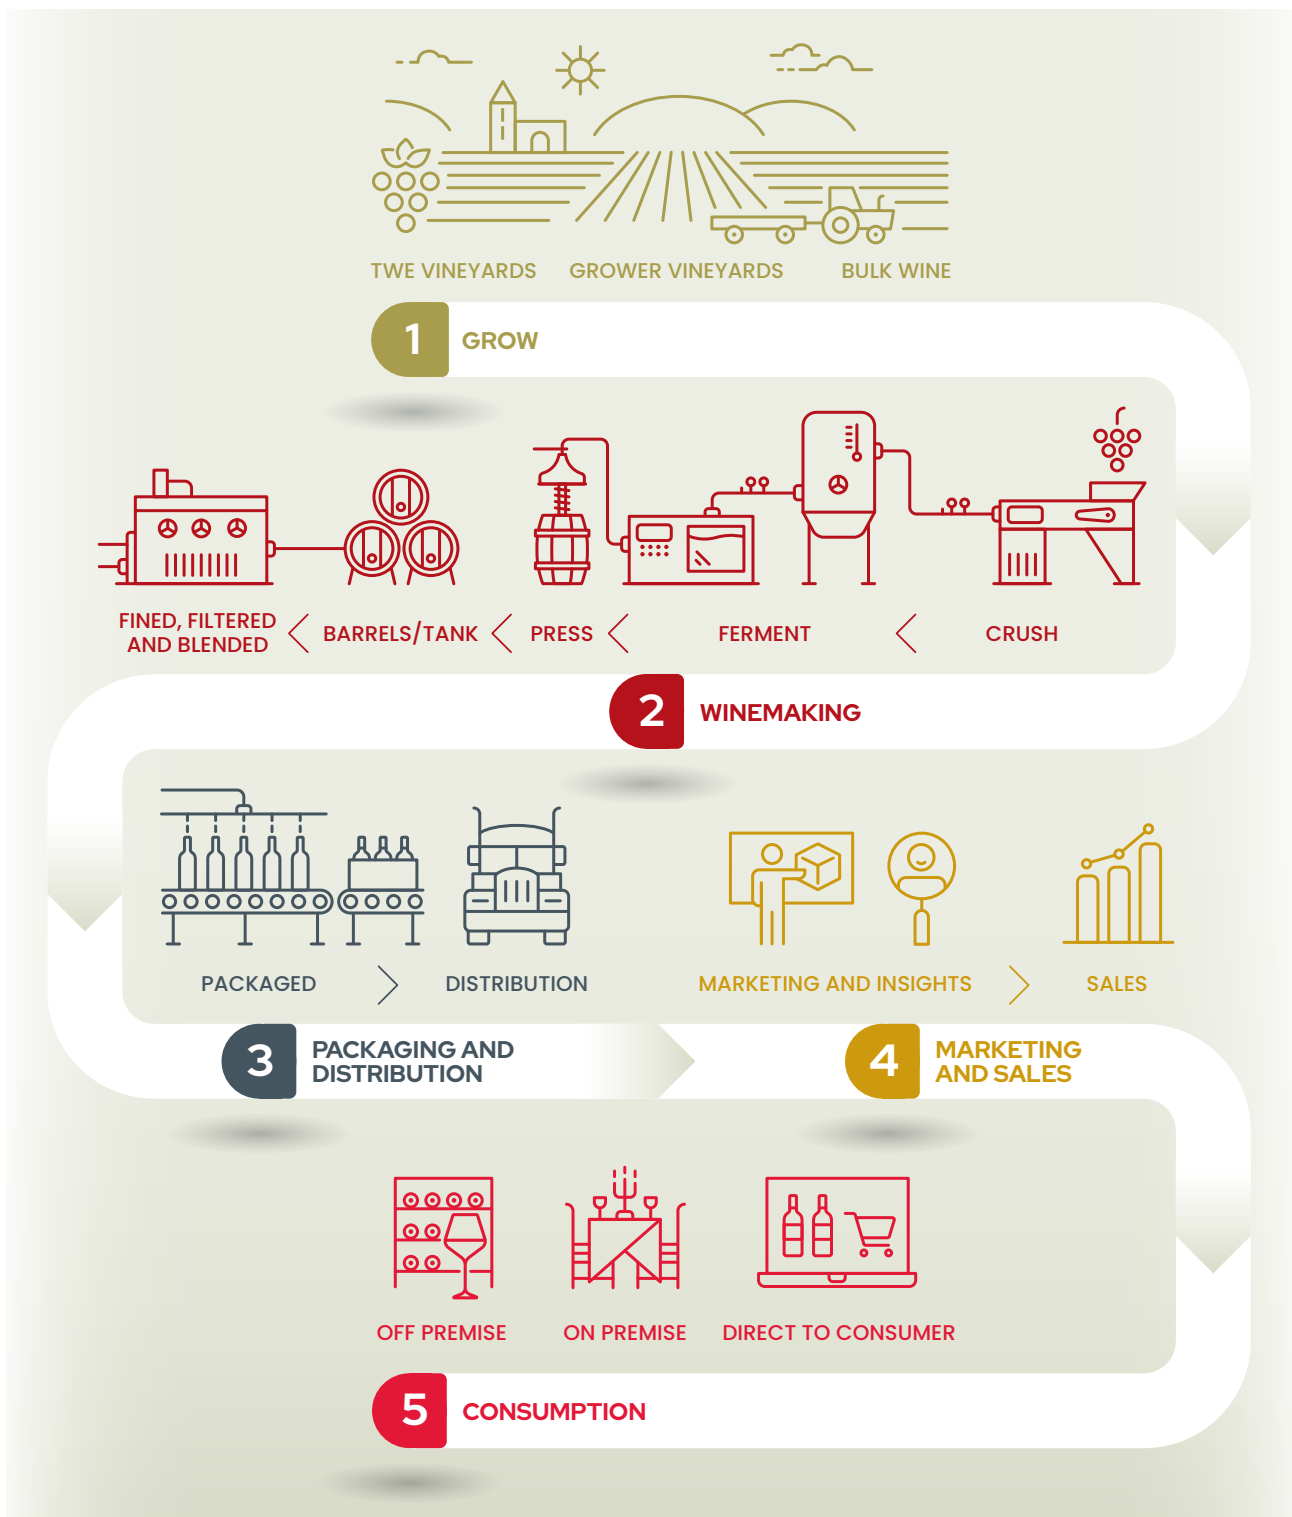 TWE VINEYARDS
GROWER VINEYARDS
BULK WINE
1
GROW
FINED, FILTERED
AND BLENDED
BARRELS/TANK
PRESS
FERMENT
CRUSH
2
WINEMAKING
PACKAGED
DISTRIBUTION
MARKETING AND INSIGHTS
SALES
3
PACKAGING AND
DISTRIBUTION
4
MARKETING
AND SALES
OFF PREMISE
ON PREMISE
DIRECT TO CONSUMER
5
CONSUMPTION